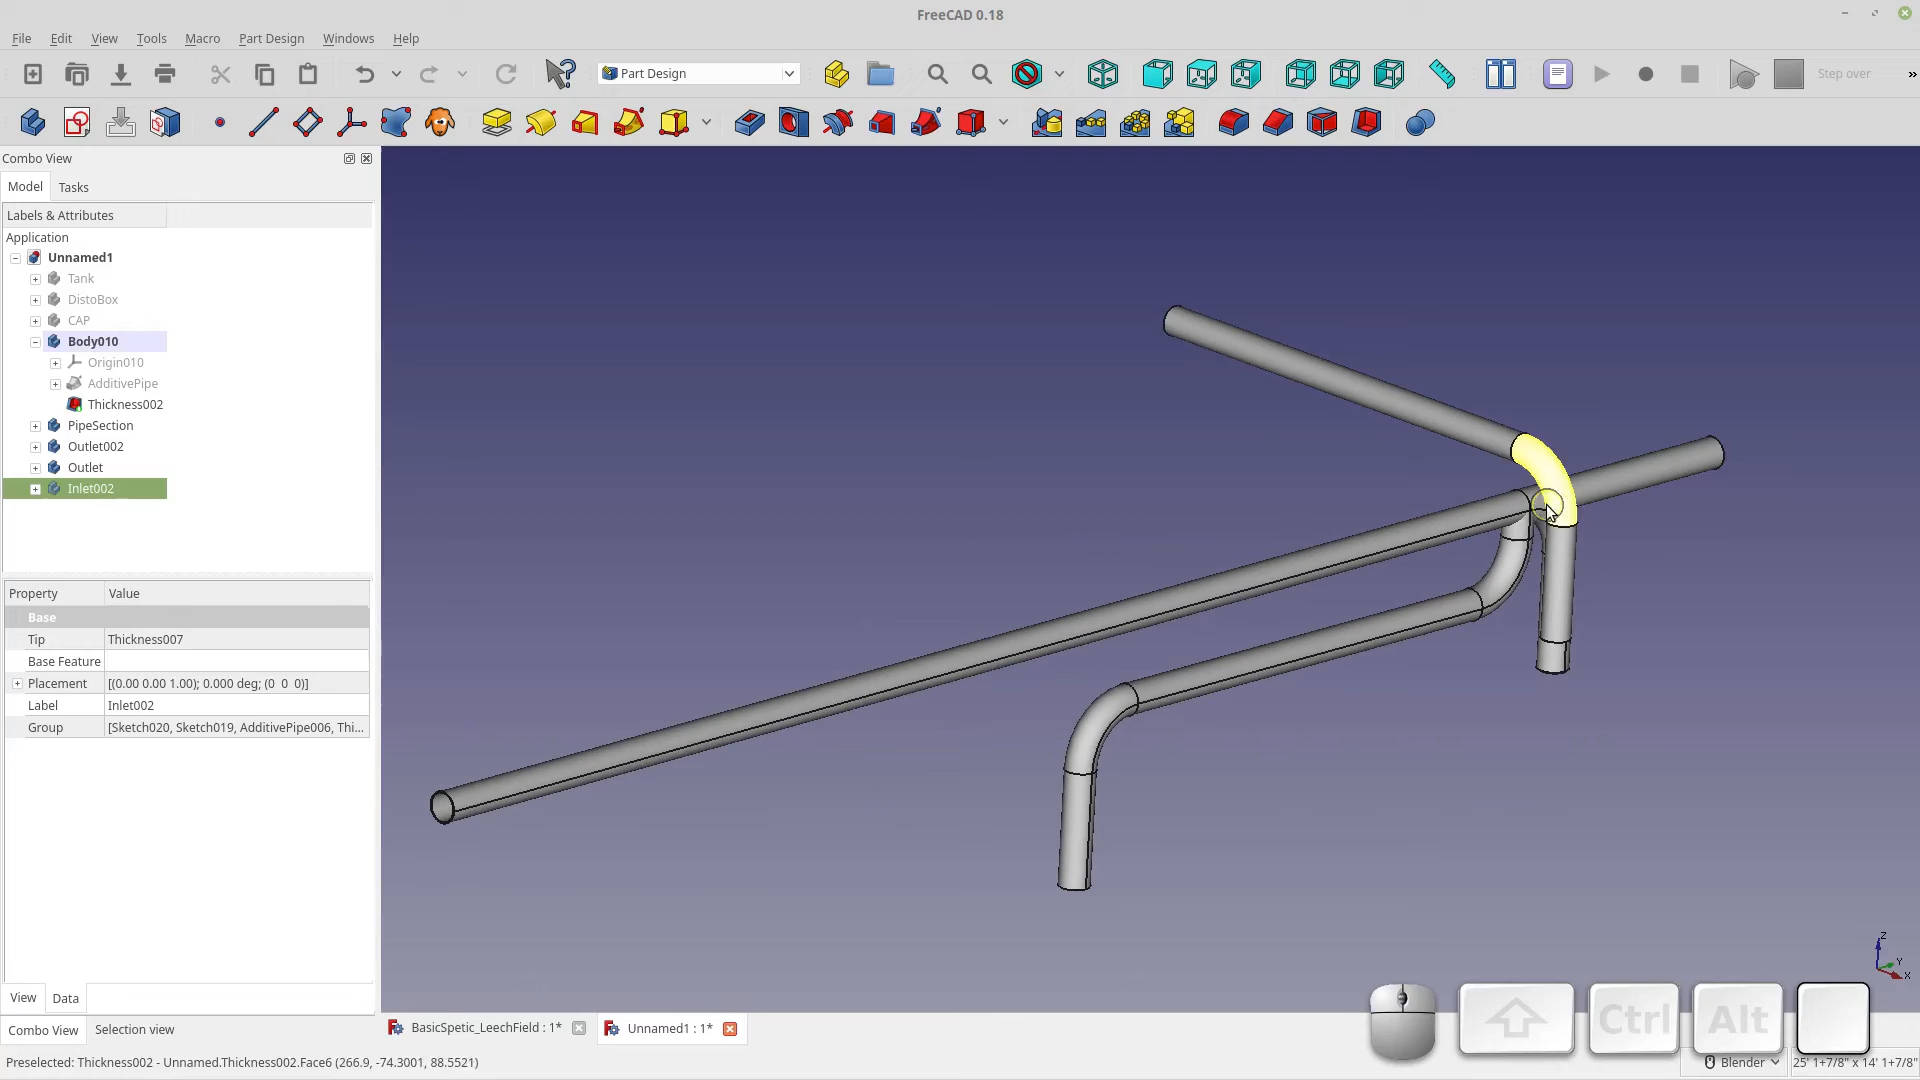 FreeCAD 0.18
File Edit View Tools Macro Part Design Windows Help
Part Design
Step over
»
Combo View
Model Tasks
Labels & Attributes
Application
Unnamed1
Tank
DistoBox
CAP
Body010
Origin010
AdditivePipe
Thickness002
PipeSection
Outlet002
Outlet
Inlet002
Property Value
Base
Tip Thickness007
Base Feature
Placement [(0.00 0.00 1.00); 0.000 deg; (0 0 0)]
Label Inlet002
Group [Sketch020, Sketch019, AdditivePipe006, Thi...
View Data
Z
Y
X
Combo View Selection view
BasicSpetic_LeechField : 1*
Unnamed1 : 1*
Ctrl
Alt
Preselected: Thickness002 - Unnamed.Thickness002.Face6 (266.9, -74.3001, 88.5521)
Blender
25' 1+7/8" x 14' 1+7/8"